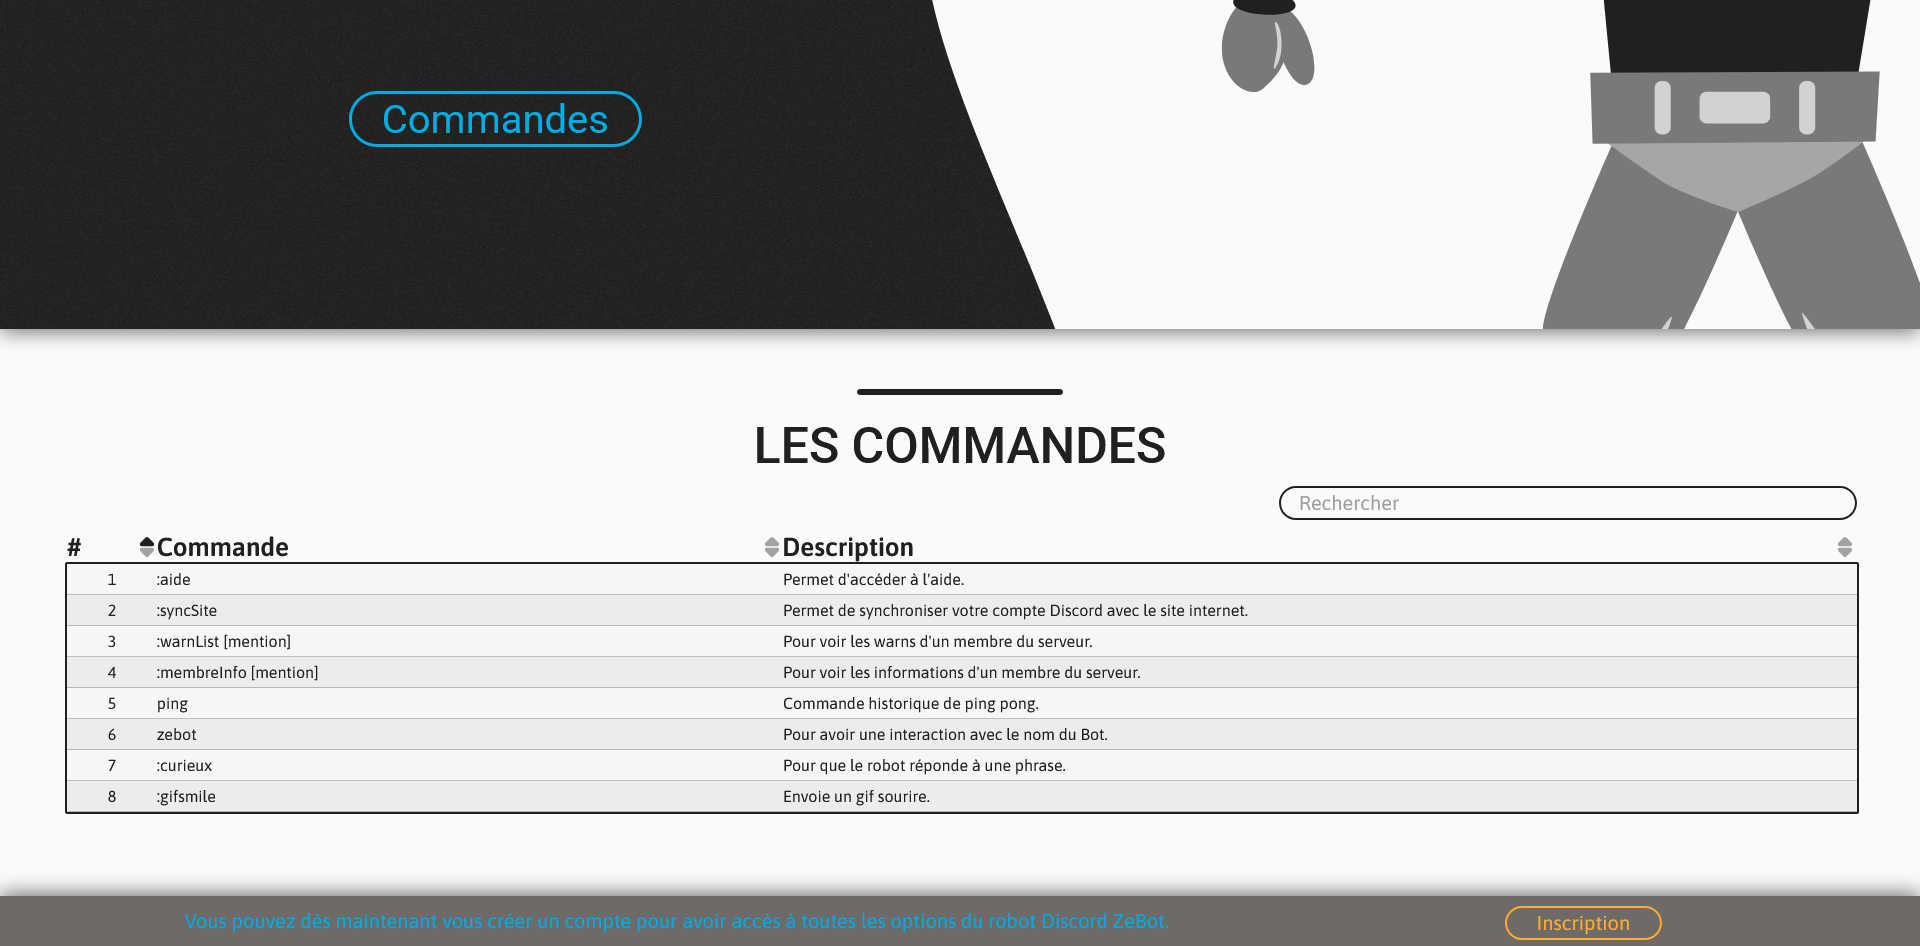 Commandes
LES COMMANDES
Rechercher
# Commande Description
1 :aide Permet d'accéder à l'aide.
2 :syncSite Permet de synchroniser votre compte Discord avec le site internet.
3 :warnList [mention] Pour voir les warns d'un membre du serveur.
4 :membreInfo [mention] Pour voir les informations d'un membre du serveur.
5 ping Commande historique de ping pong.
6 zebot Pour avoir une interaction avec le nom du Bot.
7 :curieux Pour que le robot réponde à une phrase.
8 :gifsmile Envoie un gif sourire.
Vous pouvez dès maintenant vous créer un compte pour avoir accès à toutes les options du robot Discord ZeBot. Inscription